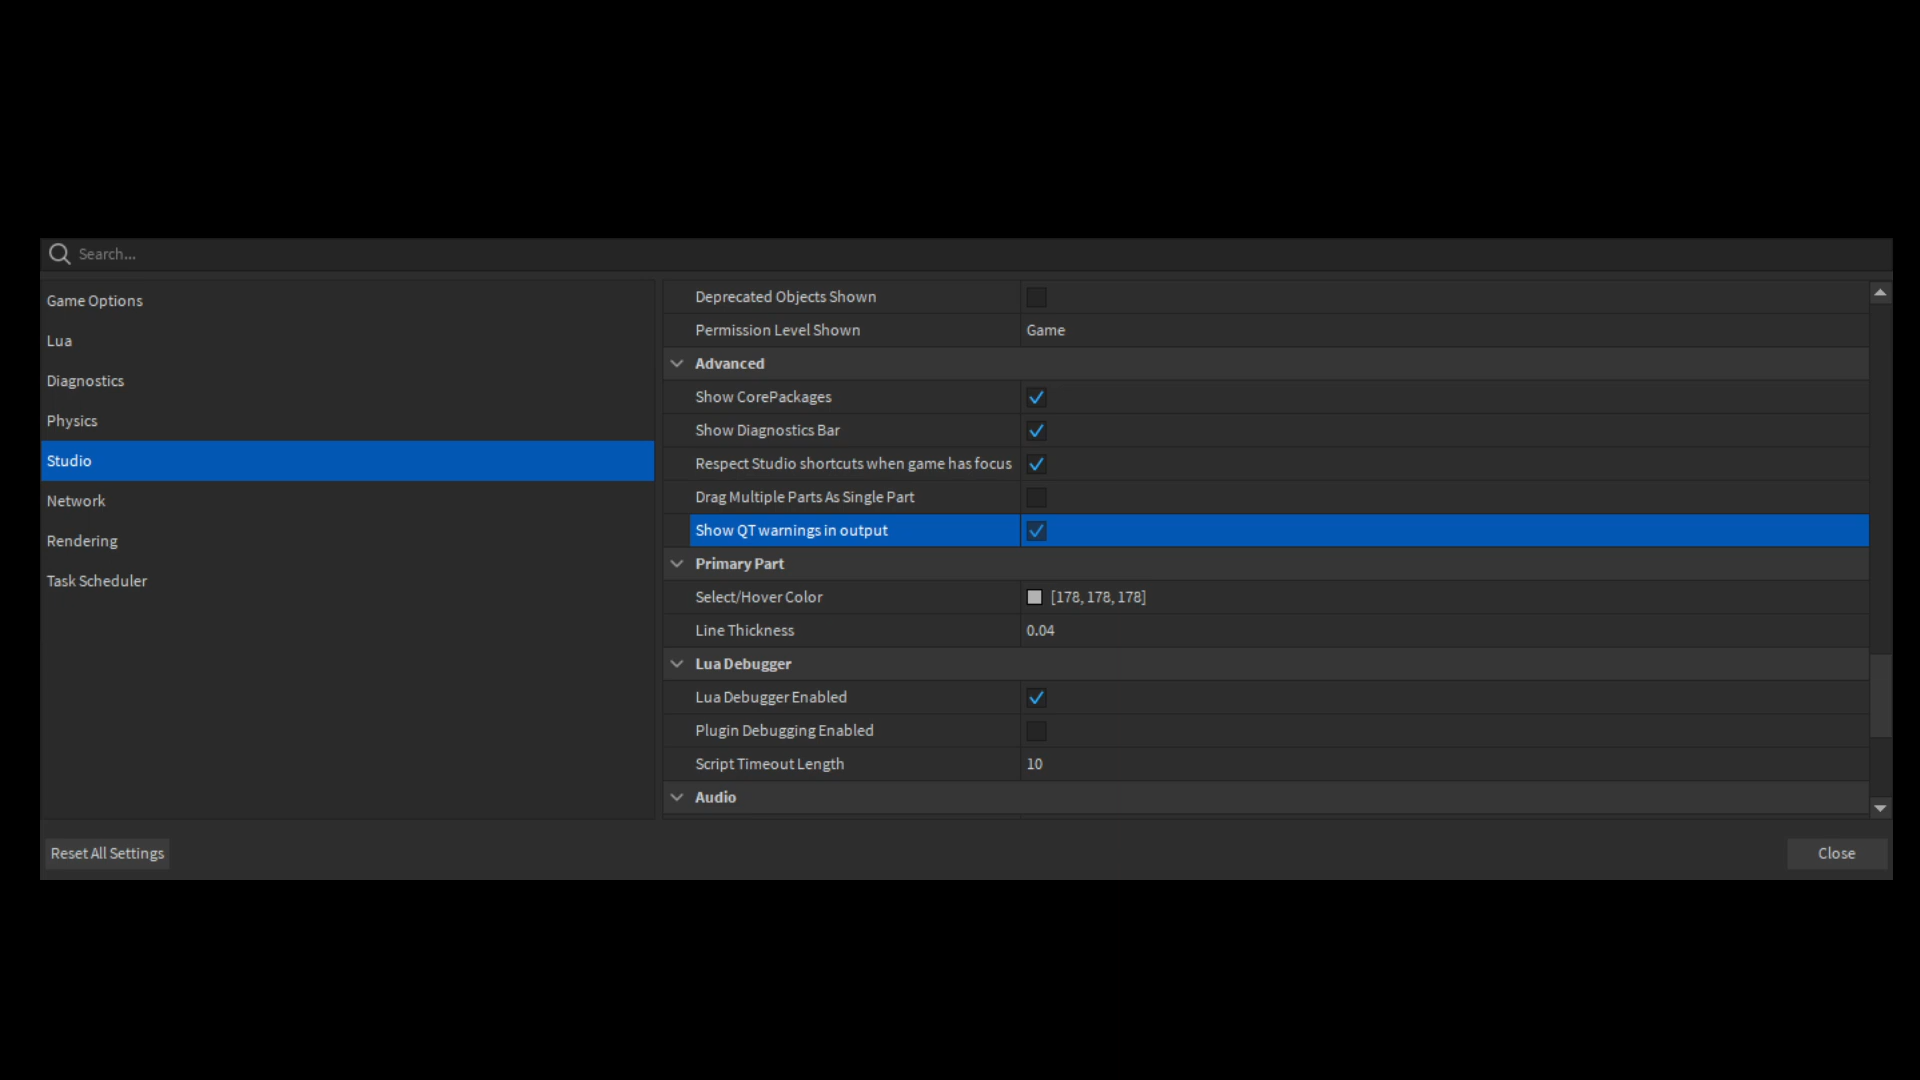 Search...
Game Options
Lua
Diagnostics
Physics
Studio
Network
Rendering
Task Scheduler
Deprecated Objects Shown
Permission Level Shown Game
Advanced
Show CorePackages
Show Diagnostics Bar
Respect Studio shortcuts when game has focus
Drag Multiple Parts As Single Part
Show QT warnings in output
Primary Part
Select/Hover Color [178, 178, 178]
Line Thickness 0.04
Lua Debugger
Lua Debugger Enabled
Plugin Debugging Enabled
Script Timeout Length 10
Audio
Reset All Settings
Close